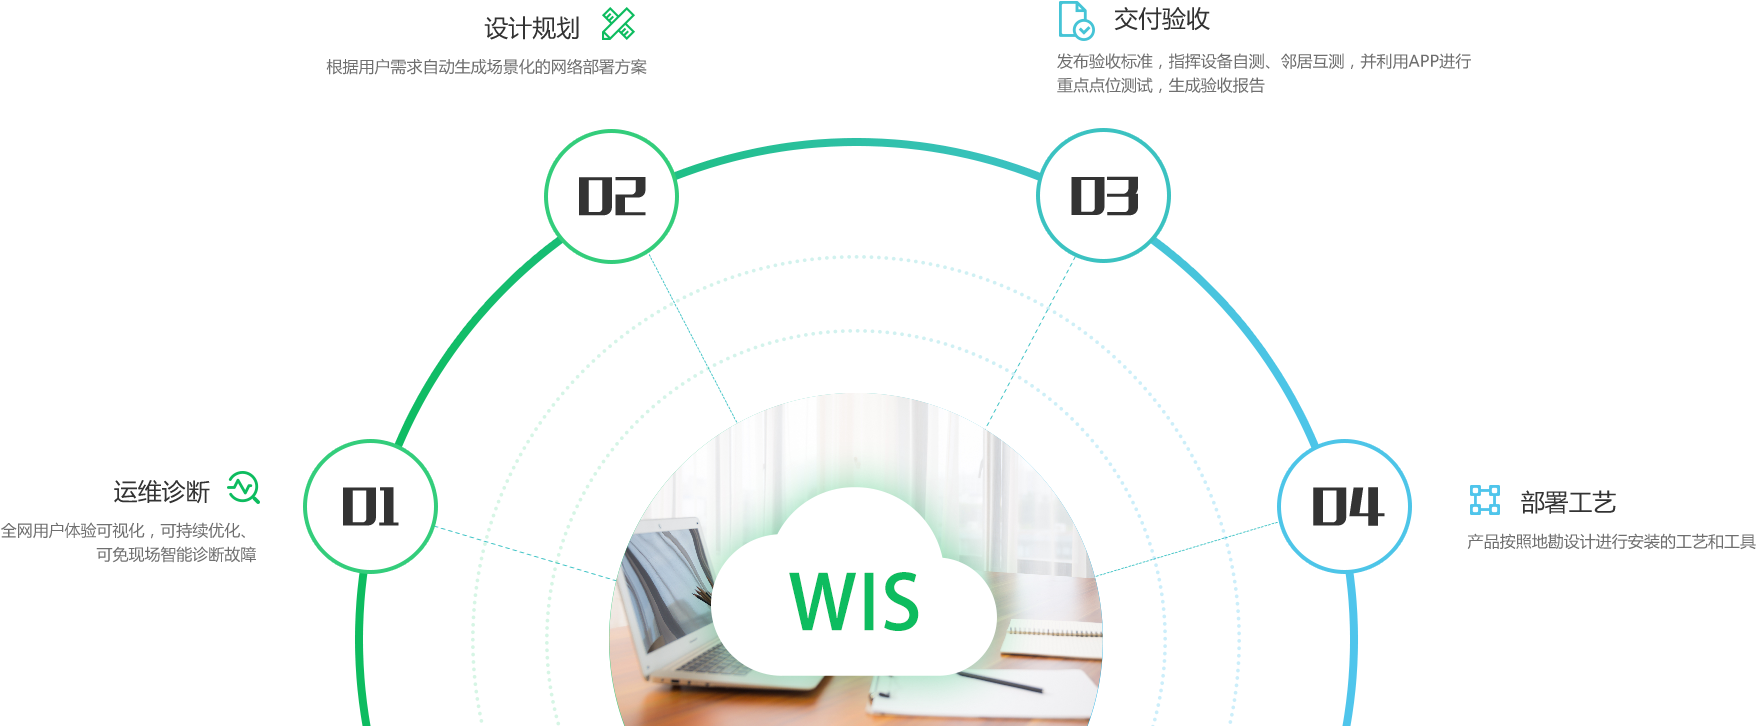 设计规划
根据用户需求自动生成场景化的网络部署方案
交付验收
发布验收标准，指挥设备自测、邻居互测，并利用APP进行
重点点位测试，生成验收报告
02
03
运维诊断
全网用户体验可视化，可持续优化、
可免现场智能诊断故障
01
04
部署工艺
产品按照地勘设计进行安装的工艺和工具
WIS